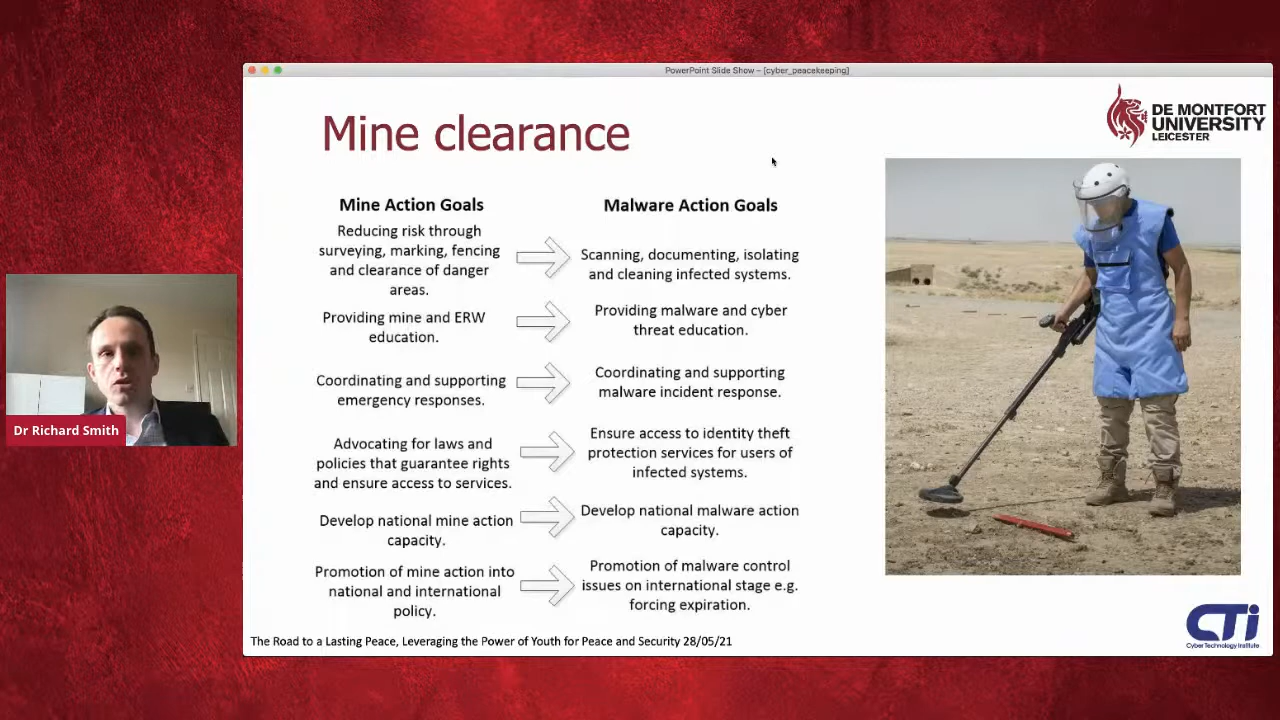 PowerPoint Slide Show – [cyber_peacekeeping]
Mine clearance
DE MONTFORT
UNIVERSITY
LEICESTER
Mine Action Goals
Malware Action Goals
Reducing risk through
surveying, marking, fencing
and clearance of danger
areas.
Scanning, documenting, isolating
and cleaning infected systems.
Providing mine and ERW
education.
Providing malware and cyber
threat education.
Coordinating and supporting
emergency responses.
Coordinating and supporting
malware incident response.
Advocating for laws and
policies that guarantee rights
and ensure access to services.
Ensure access to identity theft
protection services for users of
infected systems.
Develop national mine action
capacity.
Develop national malware action
capacity.
Promotion of mine action into
national and international
policy.
Promotion of malware control
issues on international stage e.g.
forcing expiration.
Dr Richard Smith
The Road to a Lasting Peace, Leveraging the Power of Youth for Peace and Security 28/05/21
CTi
Cyber Technology Institute